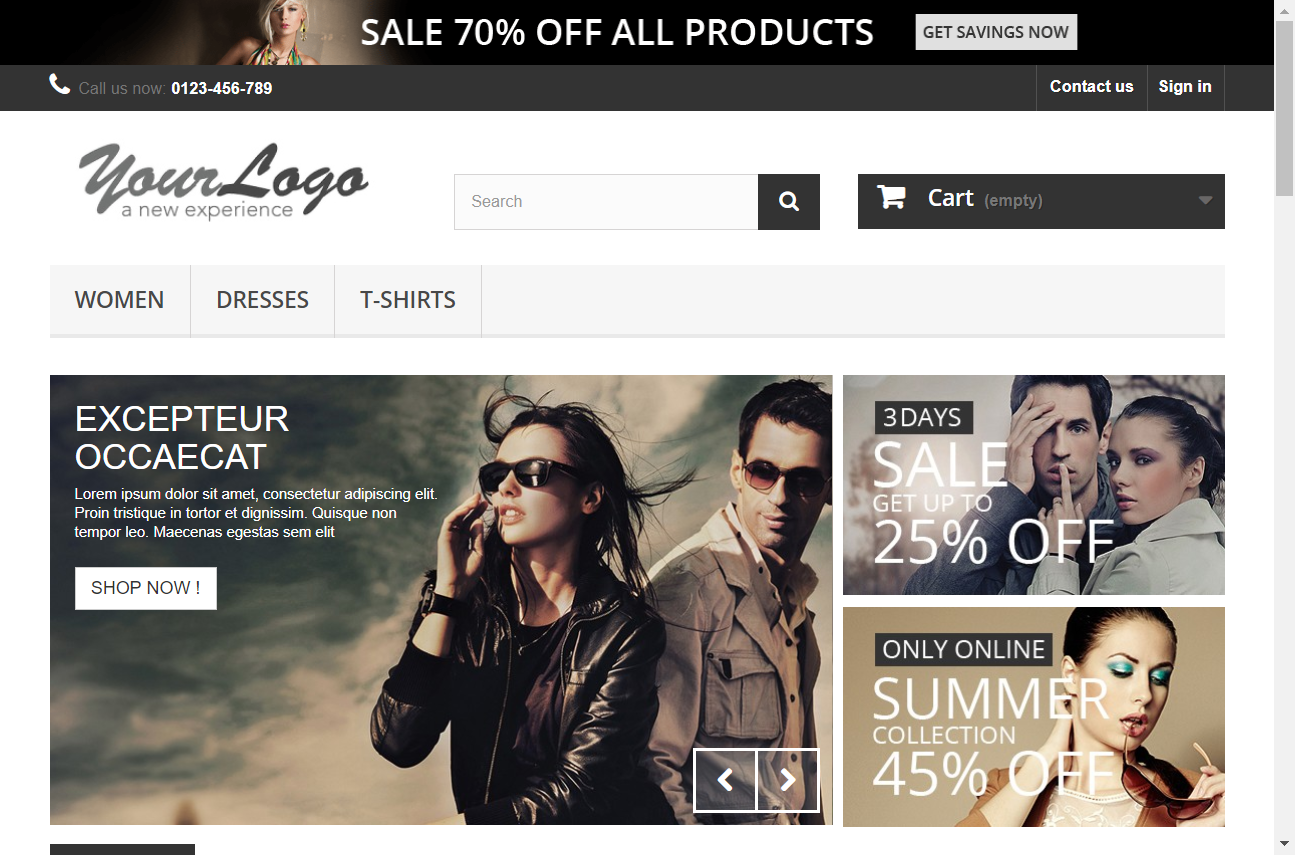 SALE 70% OFF ALL PRODUCTS
GET SAVINGS NOW
Call us now: 0123-456-789
Contact us
Sign in
YourLogo
a new experience
Search
Cart (empty)
WOMEN
DRESSES
T-SHIRTS
EXCEPTEUR
OCCAECAT
Lorem ipsum dolor sit amet, consectetur adipiscing elit.
Proin tristique in tortor et dignissim. Quisque non
tempor leo. Maecenas egestas sem elit
SHOP NOW !
3 DAYS
SALE
GET UP TO
25% OFF
ONLY ONLINE
SUMMER
COLLECTION
45% OFF